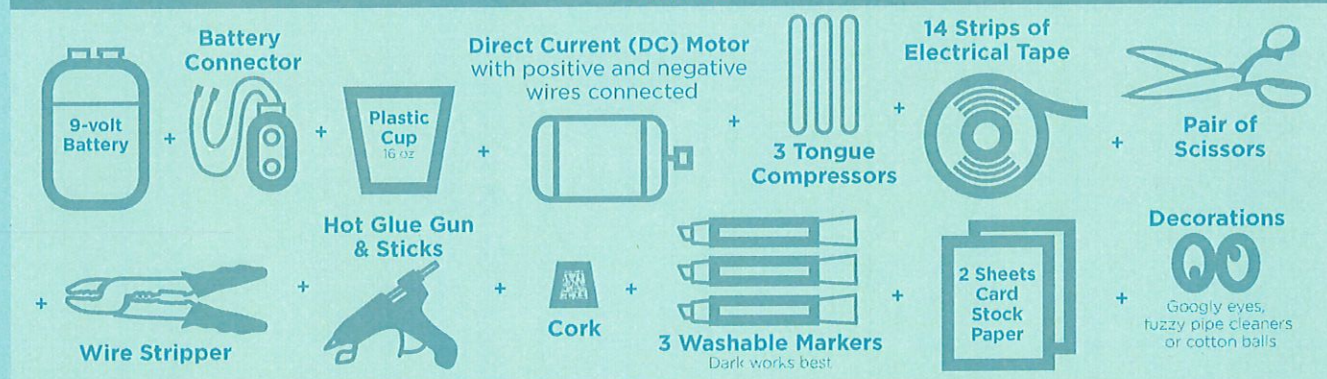 9-volt
Battery
+
Battery
Connector
+
Plastic
Cup
16 oz
+
Direct Current (DC) Motor
with positive and negative
wires connected
+
3 Tongue
Compressors
+
14 Strips of
Electrical Tape
+
Pair of
Scissors
+
Wire Stripper
+
Hot Glue Gun
& Sticks
+
Cork
+
3 Washable Markers
Dark works best
+
2 Sheets
Card
Stock
Paper
+
Decorations
Googly eyes,
fuzzy pipe cleaners
or cotton balls